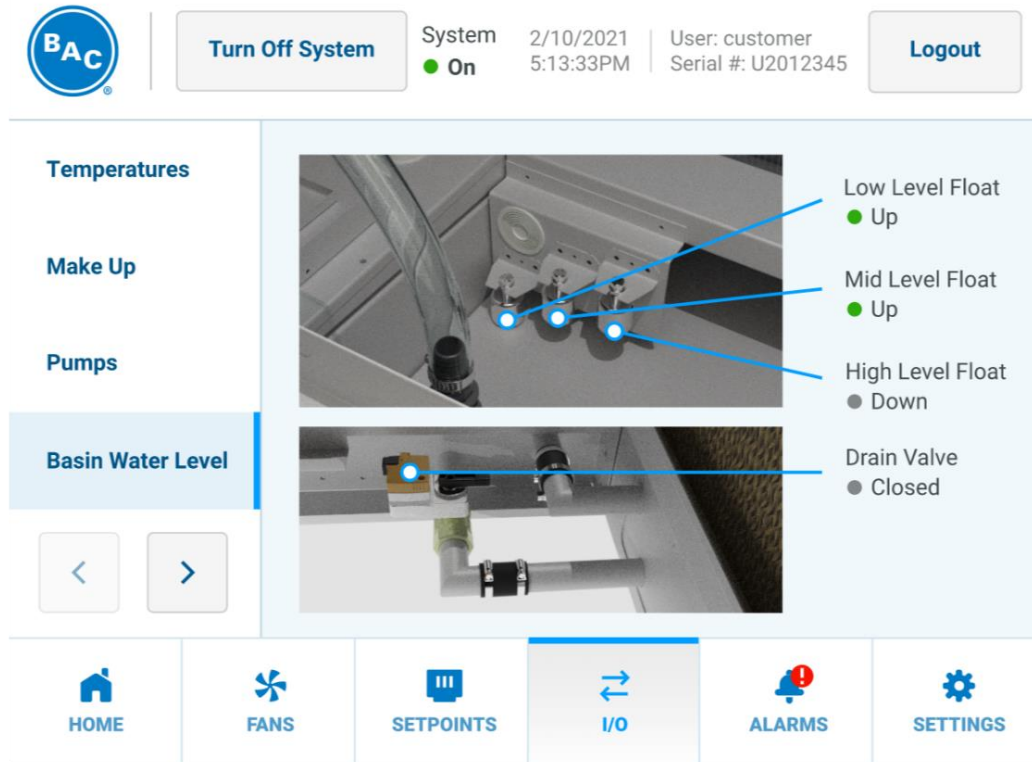 BAC
®
Turn Off System
System
On
2/10/2021
5:13:33PM
User: customer
Serial #: U2012345
Logout
Temperatures
Make Up
Pumps
Basin Water Level
Low Level Float
Up
Mid Level Float
Up
High Level Float
Down
Drain Valve
Closed
HOME
FANS
SETPOINTS
I/O
ALARMS
SETTINGS